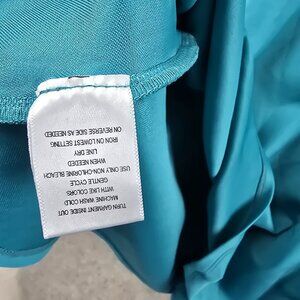 TURN GARMENT INSIDE OUT
MACHINE WASH COLD
WITH LIKE COLORS
GENTLE CYCLE
USE ONLY NON-CHLORINE BLEACH
WHEN NEEDED
LINE DRY
IRON ON LOWEST SETTING
ON REVERSE SIDE AS NEEDED